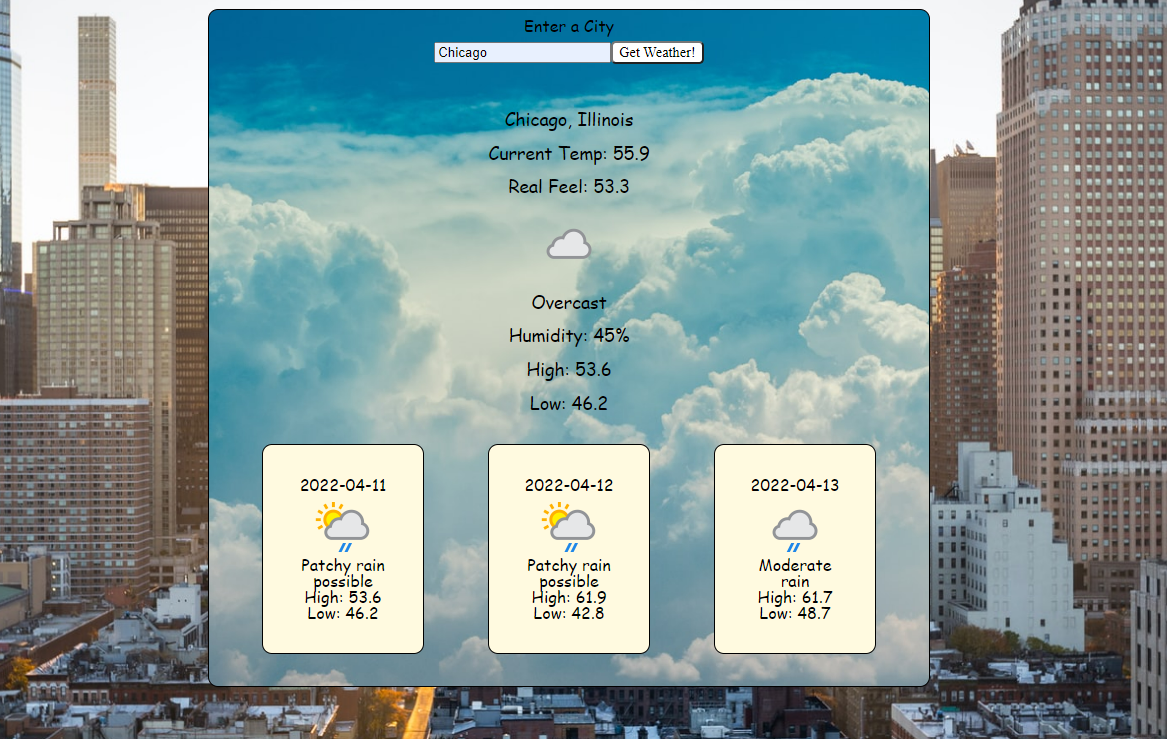 Enter a City
Chicago
Get Weather!
Chicago, Illinois
Current Temp: 55.9
Real Feel: 53.3
Overcast
Humidity: 45%
High: 53.6
Low: 46.2
2022-04-11
Patchy rain
possible
High: 53.6
Low: 46.2
2022-04-12
Patchy rain
possible
High: 61.9
Low: 42.8
2022-04-13
Moderate
rain
High: 61.7
Low: 48.7